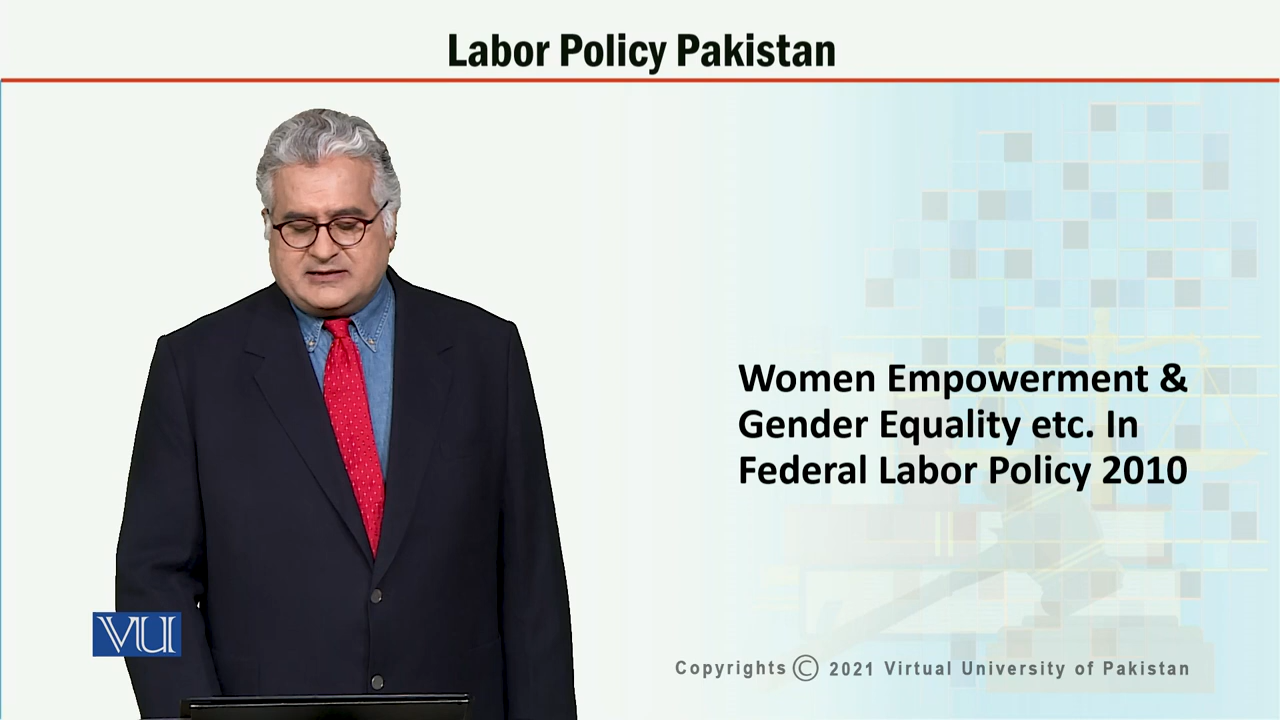 Labor Policy Pakistan
Women Empowerment &
Gender Equality etc. In
Federal Labor Policy 2010
VU
Copyrights © 2021 Virtual University of Pakistan